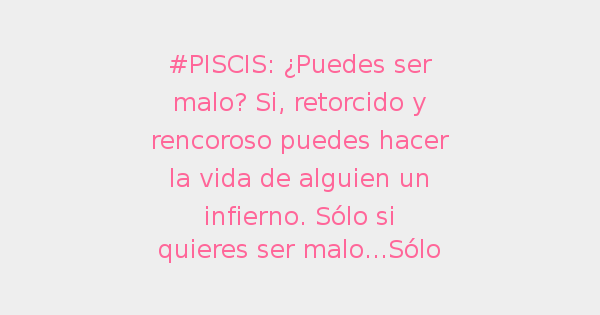 #PISCIS: ¿Puedes ser
malo? Si, retorcido y
rencoroso puedes hacer
la vida de alguien un
infierno. Sólo si
quieres ser malo...Sólo